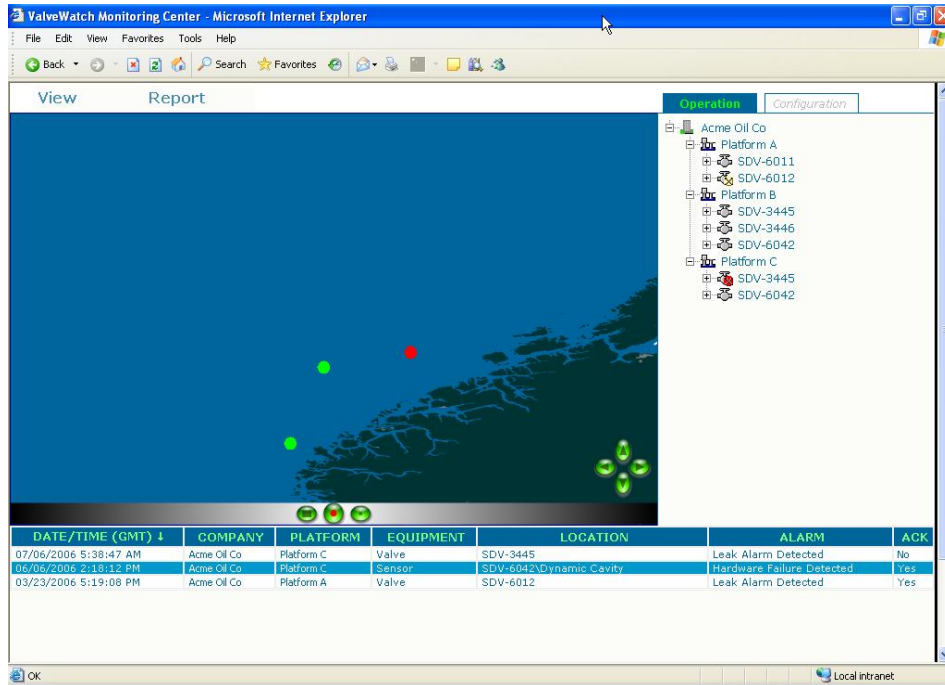 ValveWatch Monitoring Center - Microsoft Internet Explorer
File Edit View Favorites Tools Help
Back Search Favorites
View Report
Operation Configuration
Acme Oil Co
Platform A
SDV-6011
SDV-6012
Platform B
SDV-3445
SDV-3446
SDV-6042
Platform C
SDV-3445
SDV-6042
DATE/TIME (GMT) ↓ COMPANY PLATFORM EQUIPMENT LOCATION ALARM ACK
07/06/2006 5:38:47 AM Acme Oil Co Platform C Valve SDV-3445 Leak Alarm Detected No
06/06/2006 2:18:12 PM Acme Oil Co Platform C Sensor SDV-6042\Dynamic Cavity Hardware Failure Detected Yes
03/23/2006 5:19:08 PM Acme Oil Co Platform A Valve SDV-6012 Leak Alarm Detected Yes
OK Local intranet